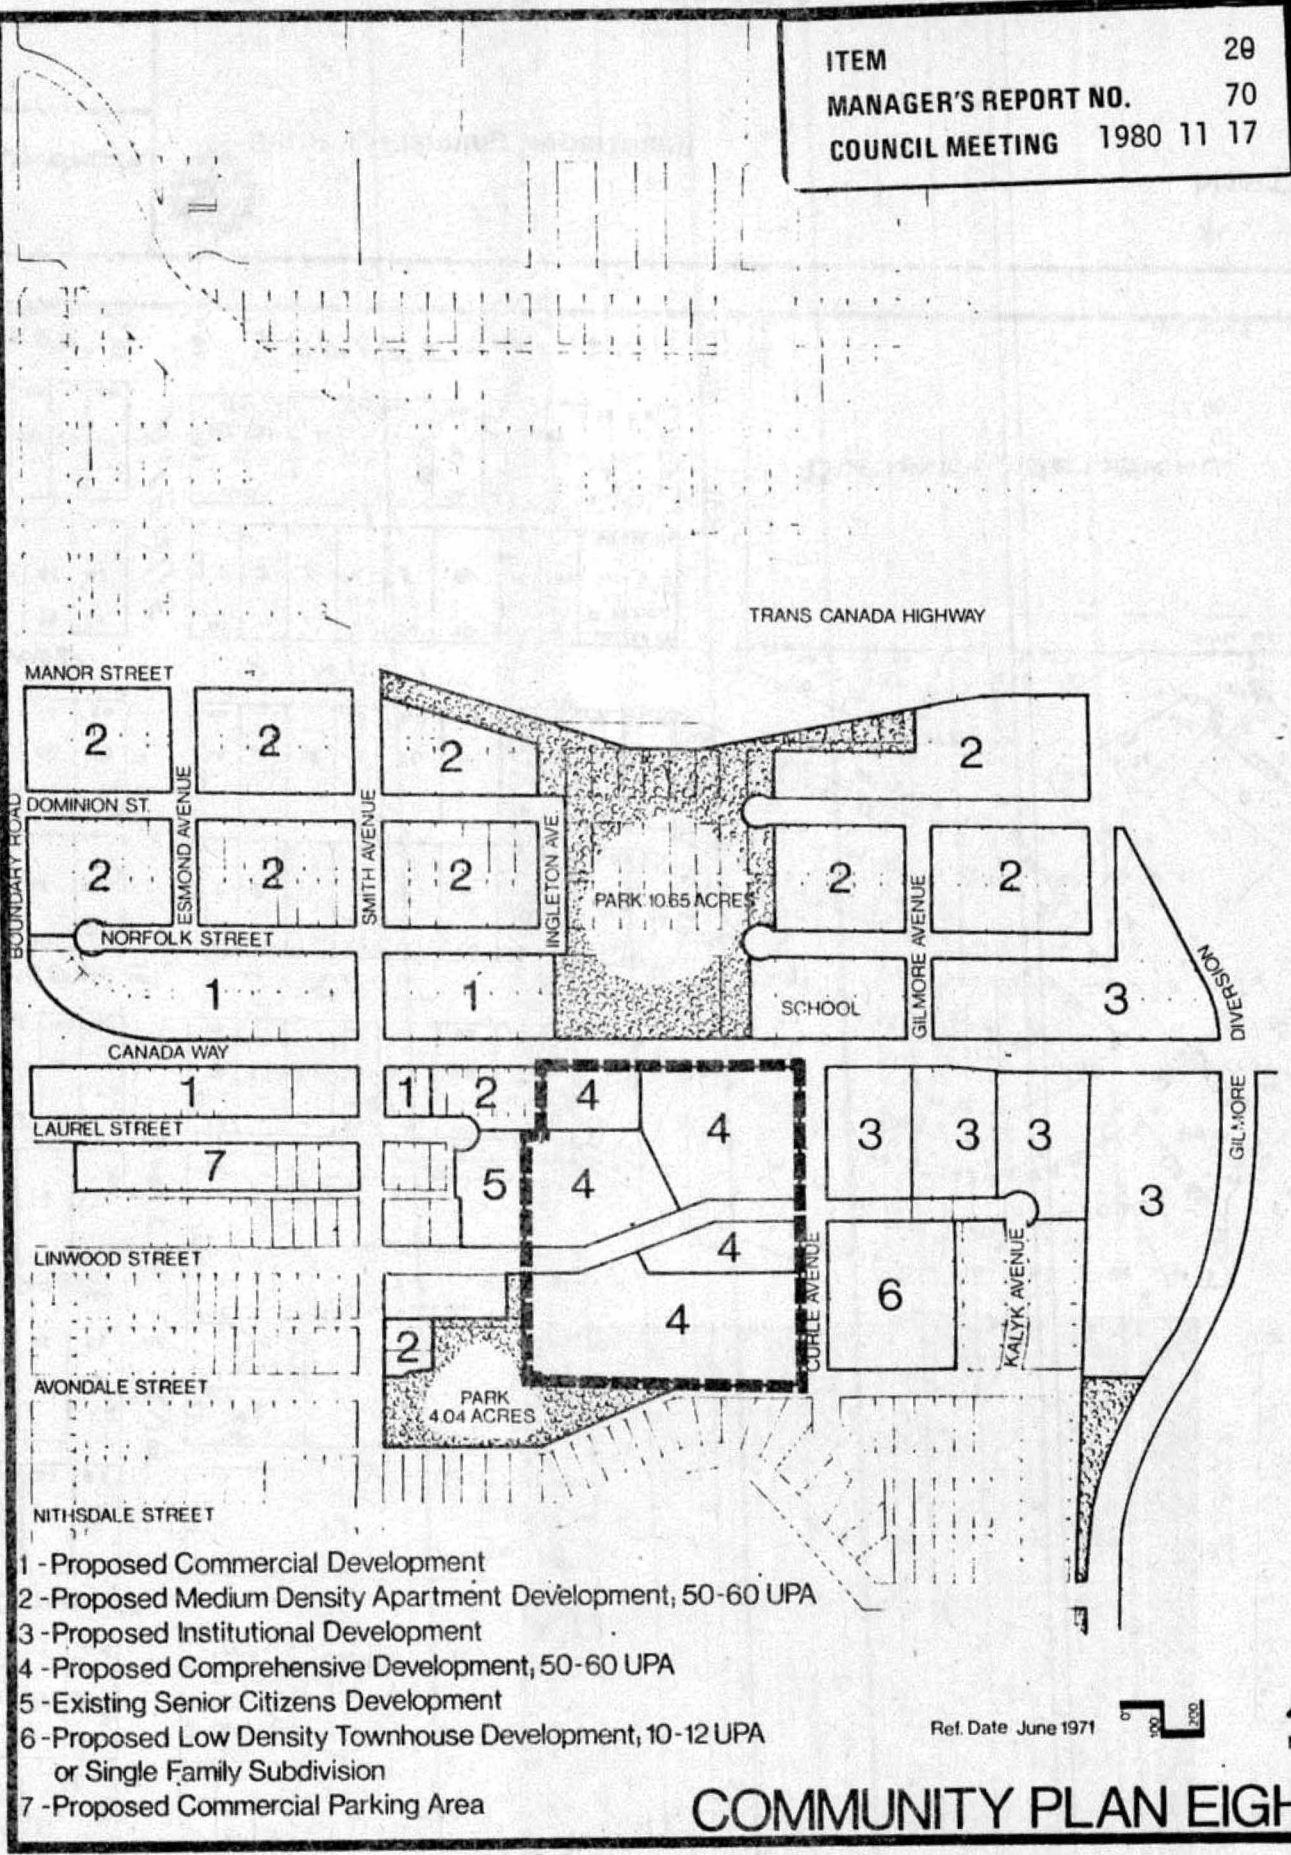 ITEM 20
MANAGER'S REPORT NO. 70
COUNCIL MEETING 1980 11 17
TRANS CANADA HIGHWAY
MANOR STREET
2
2
2
2
DOMINION ST.
BOUNDARY ROAD
ESMOND AVENUE
SMITH AVENUE
INGLETON AVE.
2
2
2
PARK 10.65 ACRES
2
2
GILMORE AVENUE
NORFOLK STREET
1
1
SCHOOL
3
DIVERSION
GILMORE
CANADA WAY
1
1
2
4
4
3
3
3
LAUREL STREET
7
5
4
3
LINWOOD STREET
4
CURLE AVENUE
KALYK AVENUE
6
4
2
AVONDALE STREET
PARK
4.04 ACRES
NITHSDALE STREET
1 - Proposed Commercial Development
2 - Proposed Medium Density Apartment Development, 50-60 UPA
3 - Proposed Institutional Development
4 - Proposed Comprehensive Development, 50-60 UPA
5 - Existing Senior Citizens Development
6 - Proposed Low Density Townhouse Development, 10-12 UPA
or Single Family Subdivision
7 - Proposed Commercial Parking Area
Ref. Date June 1971
0 100 200
COMMUNITY PLAN EIGH